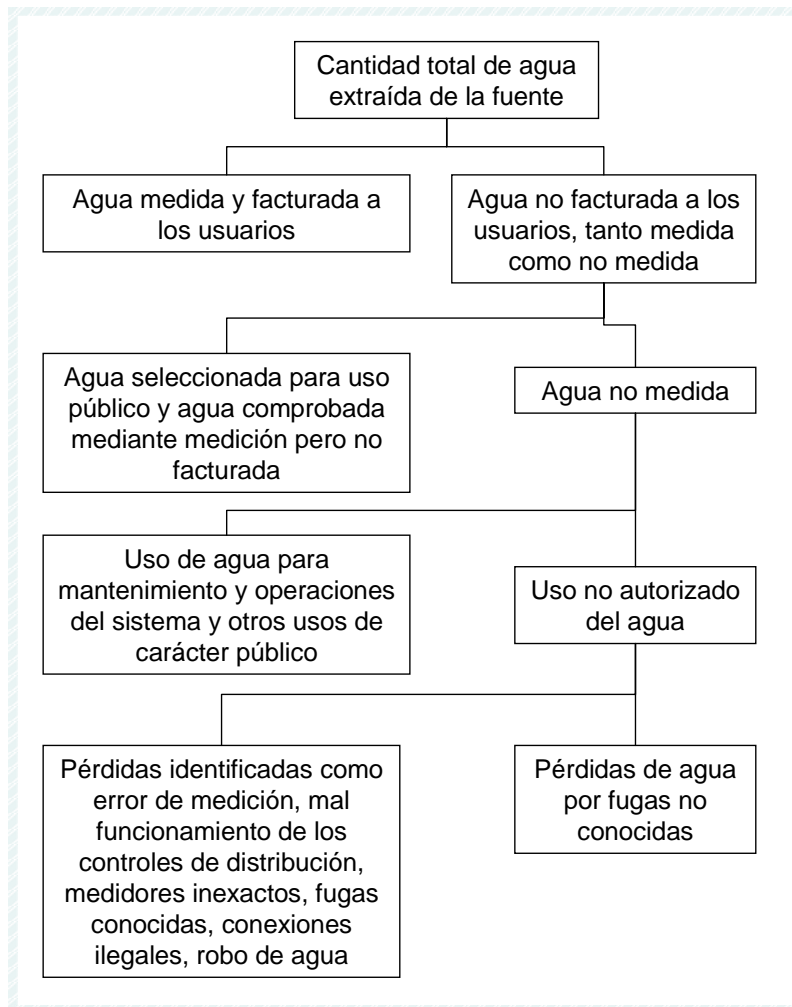 Cantidad total de agua
extraída de la fuente
Agua medida y facturada a
los usuarios
Agua no facturada a los
usuarios, tanto medida
como no medida
Agua seleccionada para uso
público y agua comprobada
mediante medición pero no
facturada
Agua no medida
Uso de agua para
mantenimiento y operaciones
del sistema y otros usos de
carácter público
Uso no autorizado
del agua
Pérdidas identificadas como
error de medición, mal
funcionamiento de los
controles de distribución,
medidores inexactos, fugas
conocidas, conexiones
ilegales, robo de agua
Pérdidas de agua
por fugas no
conocidas